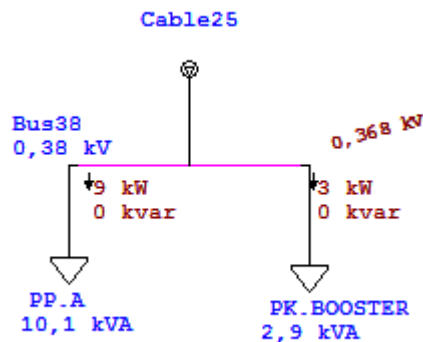 Cable25
Bus38
0,38 kV
0,368 kV
9 kW
0 kvar
3 kW
0 kvar
PP.A
10,1 kVA
PK.BOOSTER
2,9 kVA